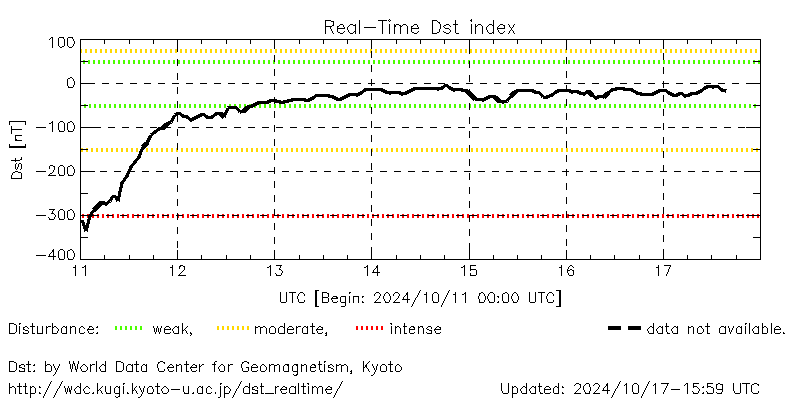 Real-Time Dst index
100
0
-100
-200
-300
-400
Dst [nT]
11 12 13 14 15 16 17
UTC [Begin: 2024/10/11 00:00 UTC]
Disturbance: weak, moderate, intense data not available.
Dst: by World Data Center for Geomagnetism, Kyoto
http://wdc.kugi.kyoto-u.ac.jp/dst_realtime/ Updated: 2024/10/17-15:59 UTC